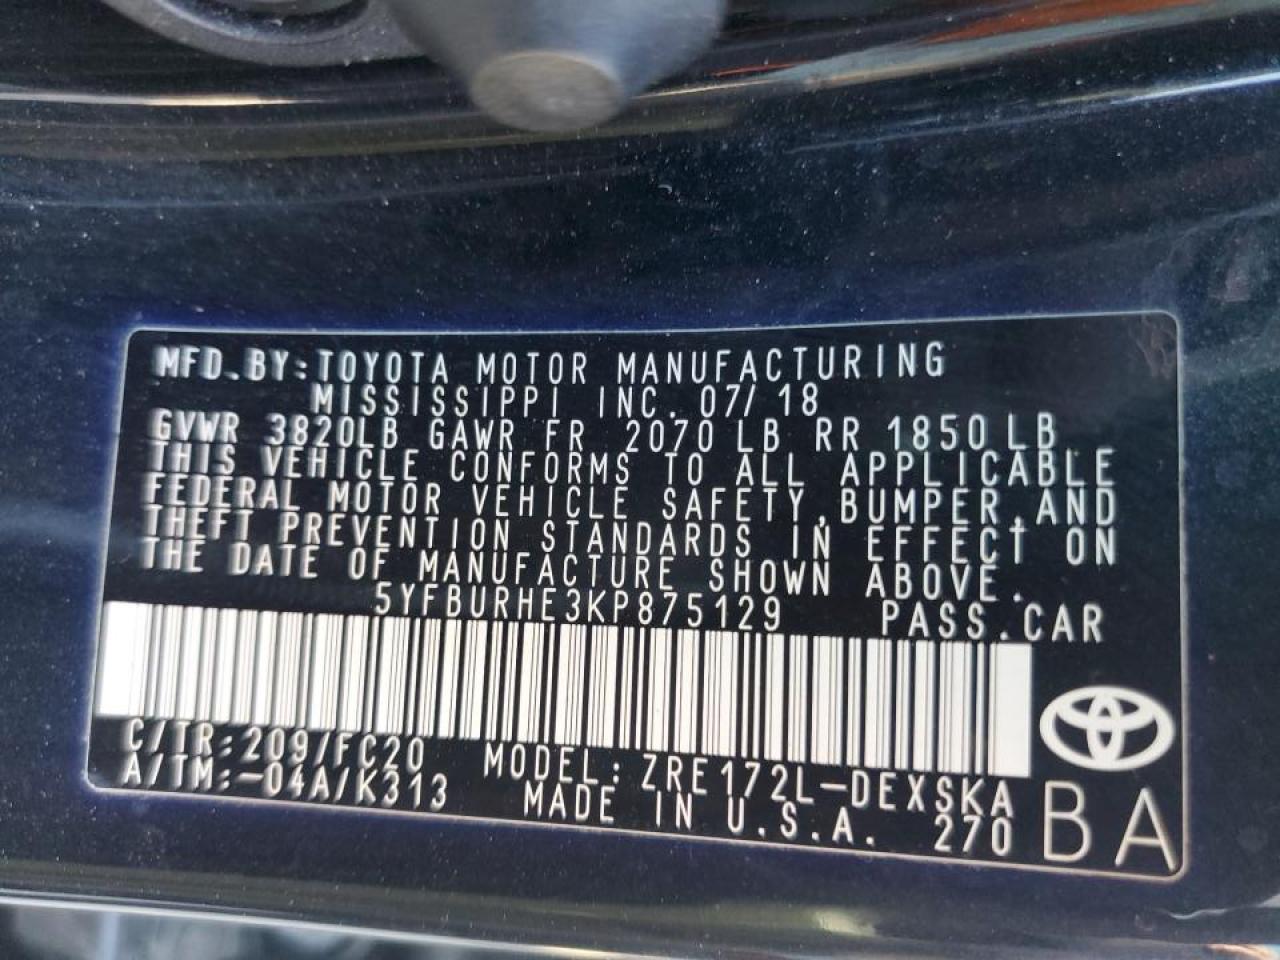 MFD.BY:TOYOTA MOTOR MANUFACTURING
MISSISSIPPI INC. 07/18
GVWR 3820LB GAWR FR 2070 LB RR 1850 LB
THIS VEHICLE CONFORMS TO ALL APPLICABLE
FEDERAL MOTOR VEHICLE SAFETY,BUMPER,AND
THEFT PREVENTION STANDARDS IN EFFECT ON
THE DATE OF MANUFACTURE SHOWN ABOVE.
5YFBURHE3KP875129 PASS.CAR
C/TR:209/FC20 MODEL:ZRE172L-DEXSKA
A/TM:-04A/K313 MADE IN U.S.A. 270
BA